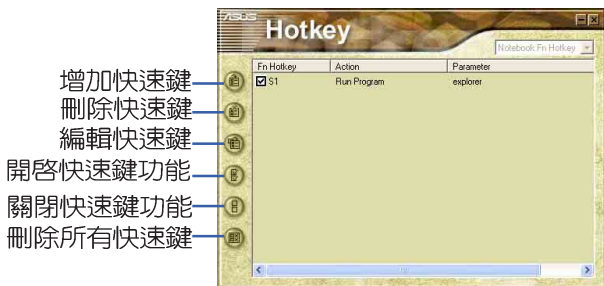 ASUS
Hotkey
Notebook Fn Hotkey
Fn Hotkey Action Parameter
S1 Run Program explorer
增加快速鍵
刪除快速鍵
編輯快速鍵
開啓快速鍵功能
關閉快速鍵功能
刪除所有快速鍵